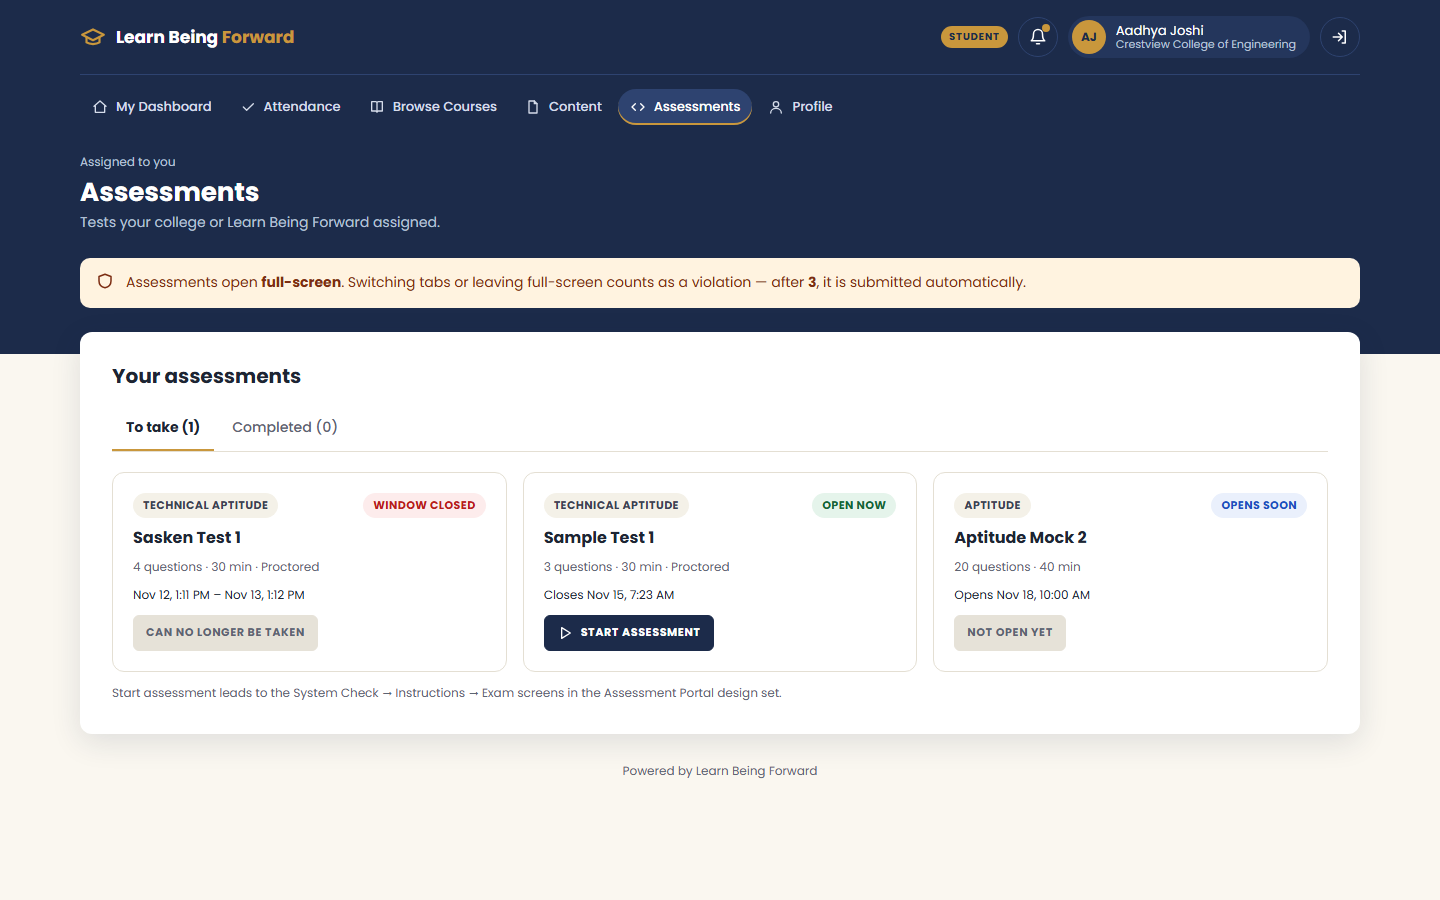 Learn Being Forward
STUDENT
AJ
Aadhya Joshi
Crestview College of Engineering
My Dashboard
Attendance
Browse Courses
Content
Assessments
Profile
Assigned to you
Assessments
Tests your college or Learn Being Forward assigned.
Assessments open full-screen. Switching tabs or leaving full-screen counts as a violation — after 3, it is submitted automatically.
Your assessments
To take (1)
Completed (0)
TECHNICAL APTITUDE
WINDOW CLOSED
Sasken Test 1
4 questions · 30 min · Proctored
Nov 12, 1:11 PM – Nov 13, 1:12 PM
CAN NO LONGER BE TAKEN
TECHNICAL APTITUDE
OPEN NOW
Sample Test 1
3 questions · 30 min · Proctored
Closes Nov 15, 7:23 AM
START ASSESSMENT
APTITUDE
OPENS SOON
Aptitude Mock 2
20 questions · 40 min
Opens Nov 18, 10:00 AM
NOT OPEN YET
Start assessment leads to the System Check → Instructions → Exam screens in the Assessment Portal design set.
Powered by Learn Being Forward